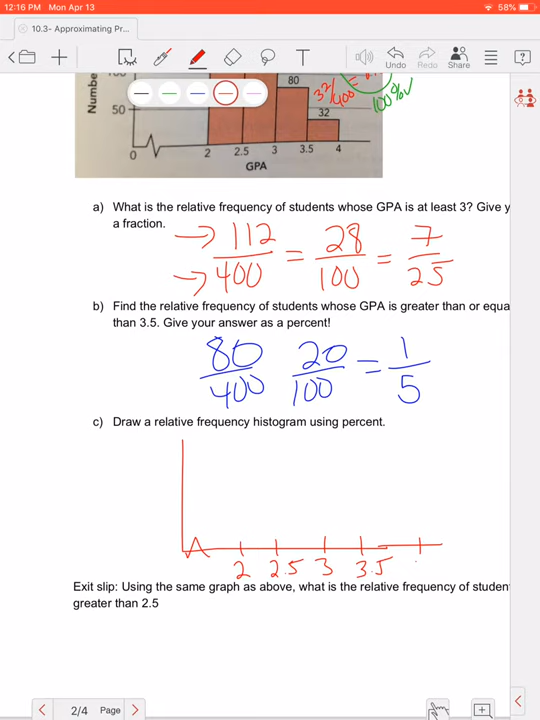 12:16 PM Mon Apr 13
58%
10.3- Approximating Pr...
Undo
Redo
Share
Number
50
80
32
32/400 =
100%✓
0 2 2.5 3 3.5 4
GPA
a) What is the relative frequency of students whose GPA is at least 3? Give y
a fraction.
→ 112 / → 400 = 28/100 = 7/25
b) Find the relative frequency of students whose GPA is greater than or equa
than 3.5. Give your answer as a percent!
80/400 20/100 = 1/5
c) Draw a relative frequency histogram using percent.
2 2.5 3 3.5
Exit slip: Using the same graph as above, what is the relative frequency of studen
greater than 2.5
2/4 Page